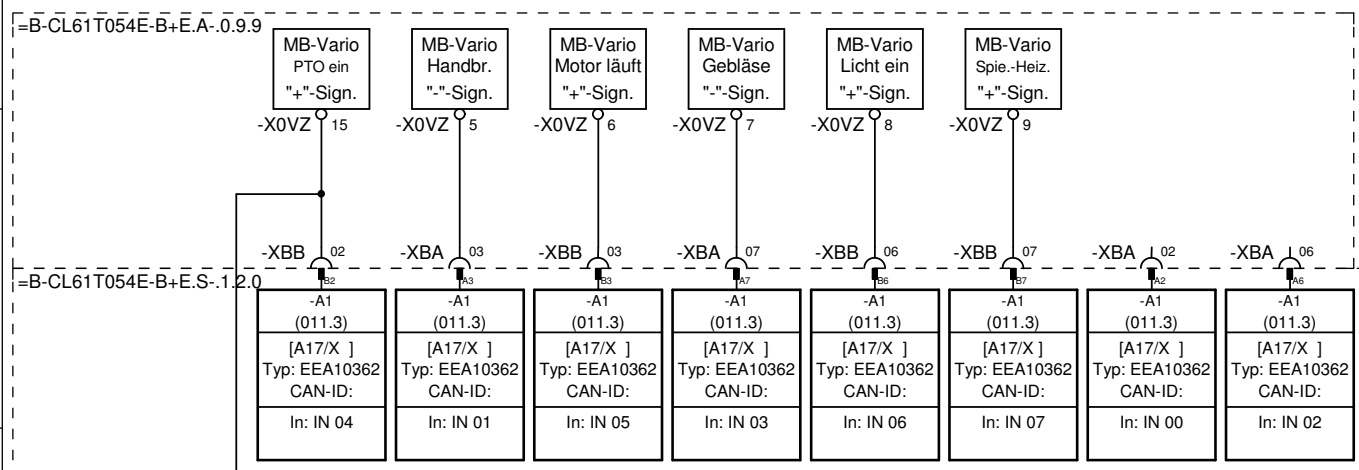 =B-CL61T054E-B+E.A-.0.9.9
MB-Vario
PTO ein
"+"-Sign.
MB-Vario
Handbr.
"-"-Sign.
MB-Vario
Motor läuft
"+"-Sign.
MB-Vario
Gebläse
"-"-Sign.
MB-Vario
Licht ein
"+"-Sign.
MB-Vario
Spie.-Heiz.
"+"-Sign.
-X0VZ 15
-X0VZ 5
-X0VZ 6
-X0VZ 7
-X0VZ 8
-X0VZ 9
-XBB 02
-XBA 03
-XBB 03
-XBA 07
-XBB 06
-XBB 07
-XBA 02
-XBA 06
=B-CL61T054E-B+E.S-.1.2.0
B2
A3
B3
A7
B6
B7
A2
A6
-A1
(011.3)
[A17/X ]
Typ: EEA10362
CAN-ID:
In: IN 04
-A1
(011.3)
[A17/X ]
Typ: EEA10362
CAN-ID:
In: IN 01
-A1
(011.3)
[A17/X ]
Typ: EEA10362
CAN-ID:
In: IN 05
-A1
(011.3)
[A17/X ]
Typ: EEA10362
CAN-ID:
In: IN 03
-A1
(011.3)
[A17/X ]
Typ: EEA10362
CAN-ID:
In: IN 06
-A1
(011.3)
[A17/X ]
Typ: EEA10362
CAN-ID:
In: IN 07
-A1
(011.3)
[A17/X ]
Typ: EEA10362
CAN-ID:
In: IN 00
-A1
(011.3)
[A17/X ]
Typ: EEA10362
CAN-ID:
In: IN 02